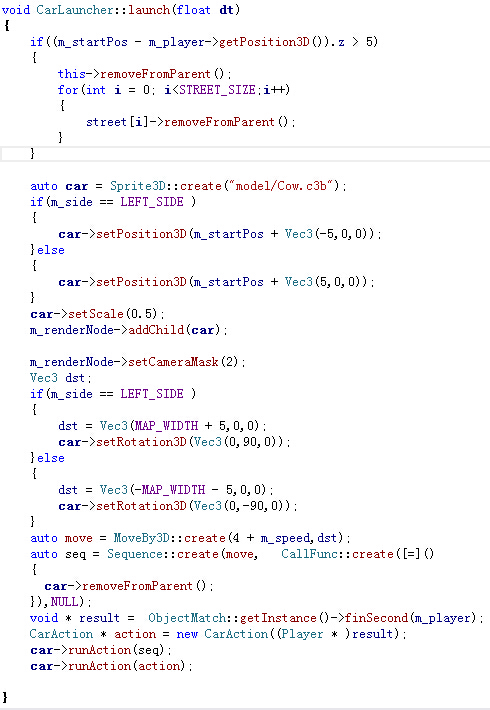 void CarLauncher::launch(float dt)
{
    if((m_startPos - m_player->getPosition3D()).z > 5)
    {
        this->removeFromParent();
        for(int i = 0; i<STREET_SIZE;i++)
        {
            street[i]->removeFromParent();
        }
    }

    auto car = Sprite3D::create("model/Cow.c3b");
    if(m_side == LEFT_SIDE )
    {
        car->setPosition3D(m_startPos + Vec3(-5,0,0));
    }else
    {
        car->setPosition3D(m_startPos + Vec3(5,0,0));
    }
    car->setScale(0.5);
    m_renderNode->addChild(car);

    m_renderNode->setCameraMask(2);
    Vec3 dst;
    if(m_side == LEFT_SIDE )
    {
        dst = Vec3(MAP_WIDTH + 5,0,0);
        car->setRotation3D(Vec3(0,90,0));
    }else
    {
        dst = Vec3(-MAP_WIDTH - 5,0,0);
        car->setRotation3D(Vec3(0,-90,0));
    }
    auto move = MoveBy3D::create(4 + m_speed,dst);
    auto seq = Sequence::create(move,   CallFunc::create([=]()
    {
      car->removeFromParent();
    }),NULL);
    void * result =  ObjectMatch::getInstance()->finSecond(m_player);
    CarAction * action = new CarAction((Player * )result);
    car->runAction(seq);
    car->runAction(action);

}